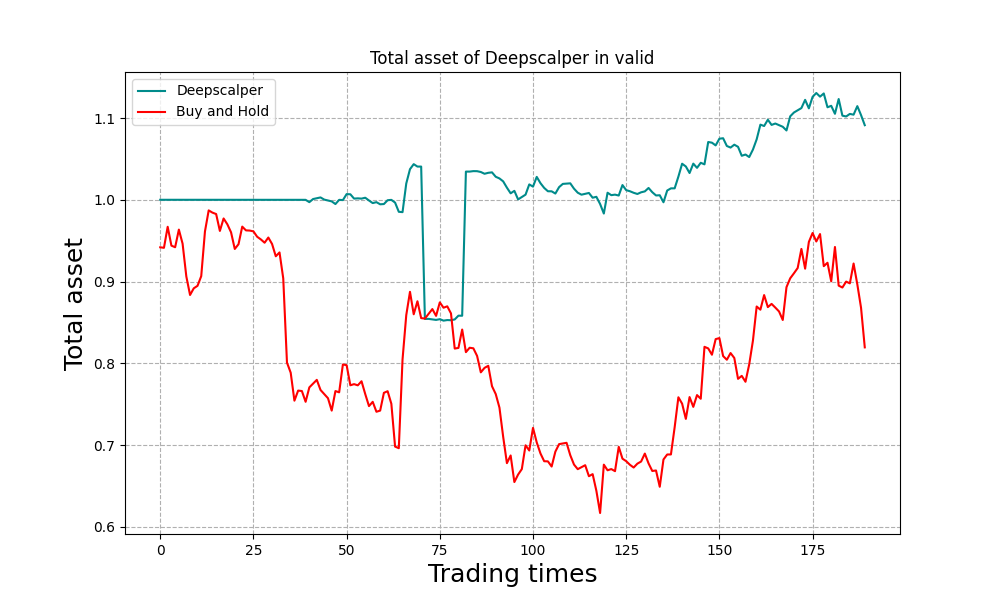 Total asset of Deepscalper in valid
Deepscalper
Buy and Hold
Total asset
1.1
1.0
0.9
0.8
0.7
0.6
0 25 50 75 100 125 150 175
Trading times